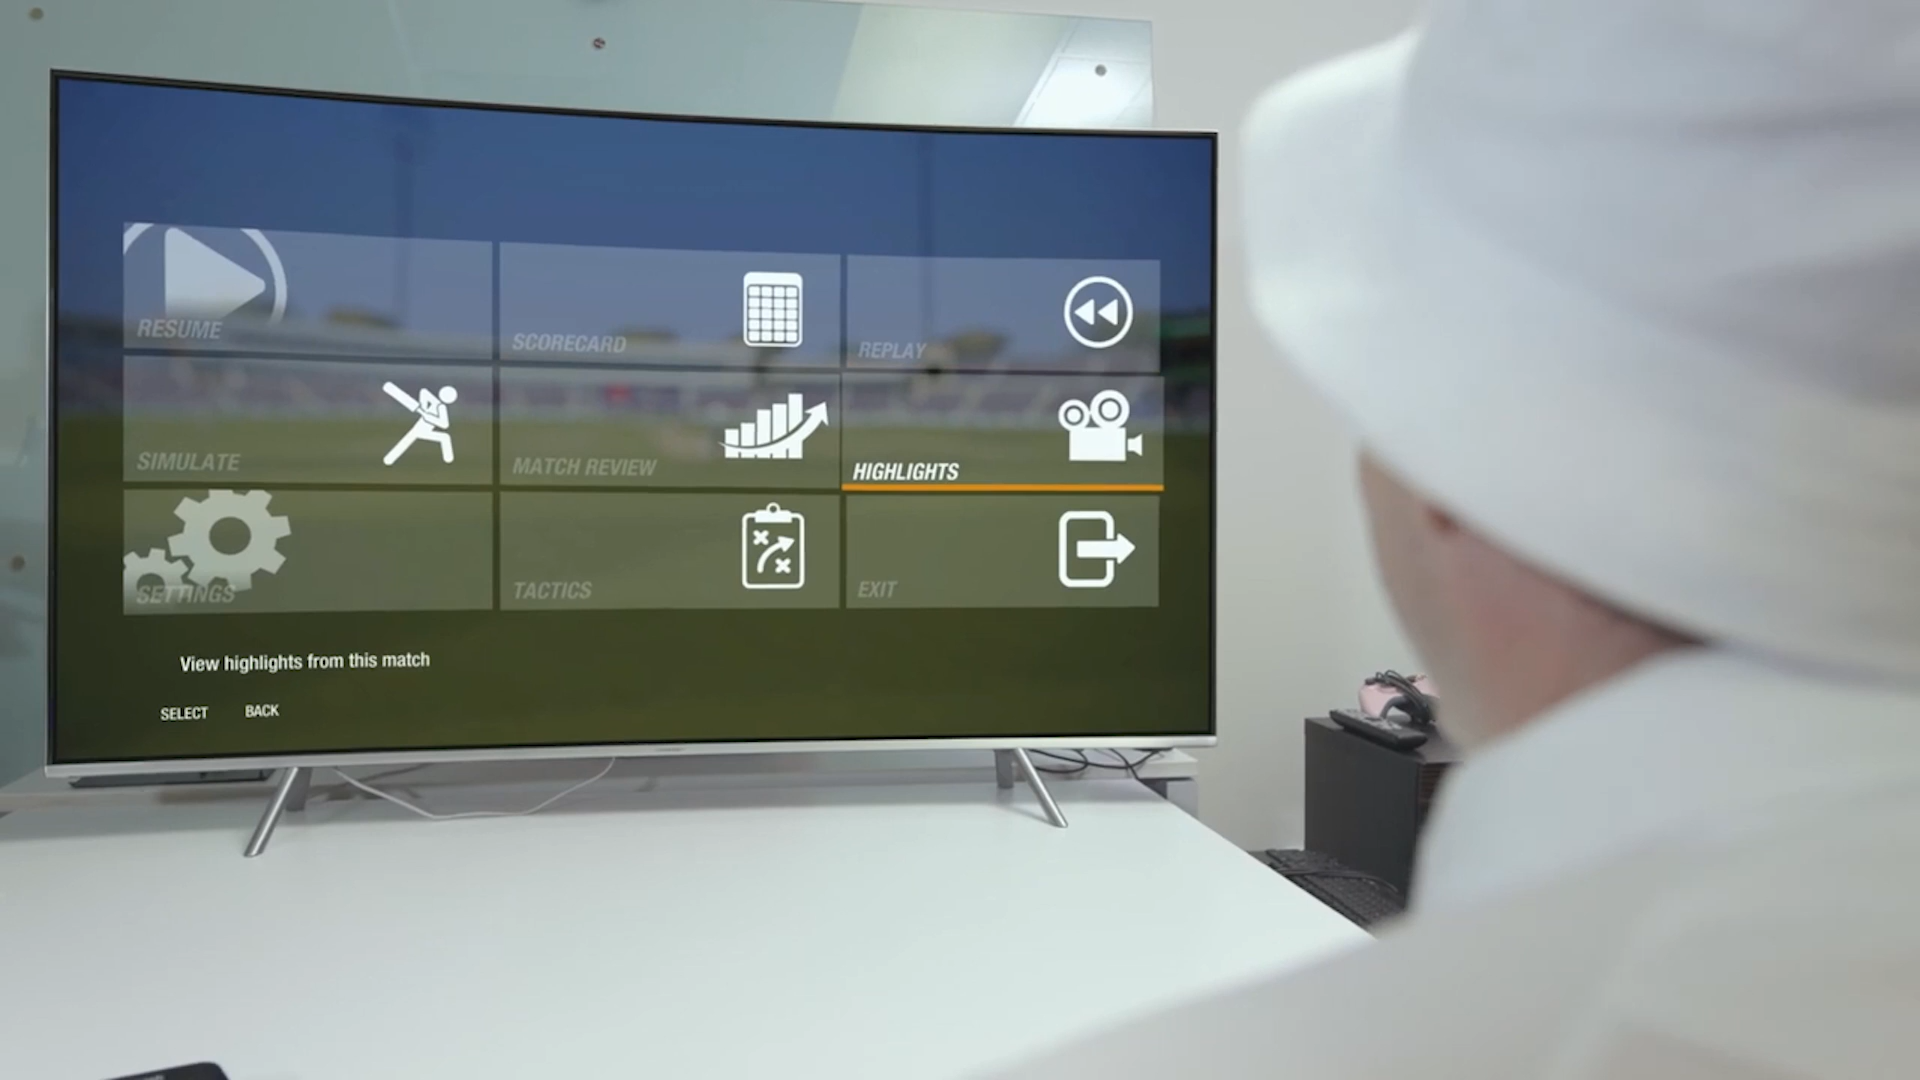 RESUME
SCORECARD
REPLAY
SIMULATE
MATCH REVIEW
HIGHLIGHTS
SETTINGS
TACTICS
EXIT
View highlights from this match
SELECT BACK